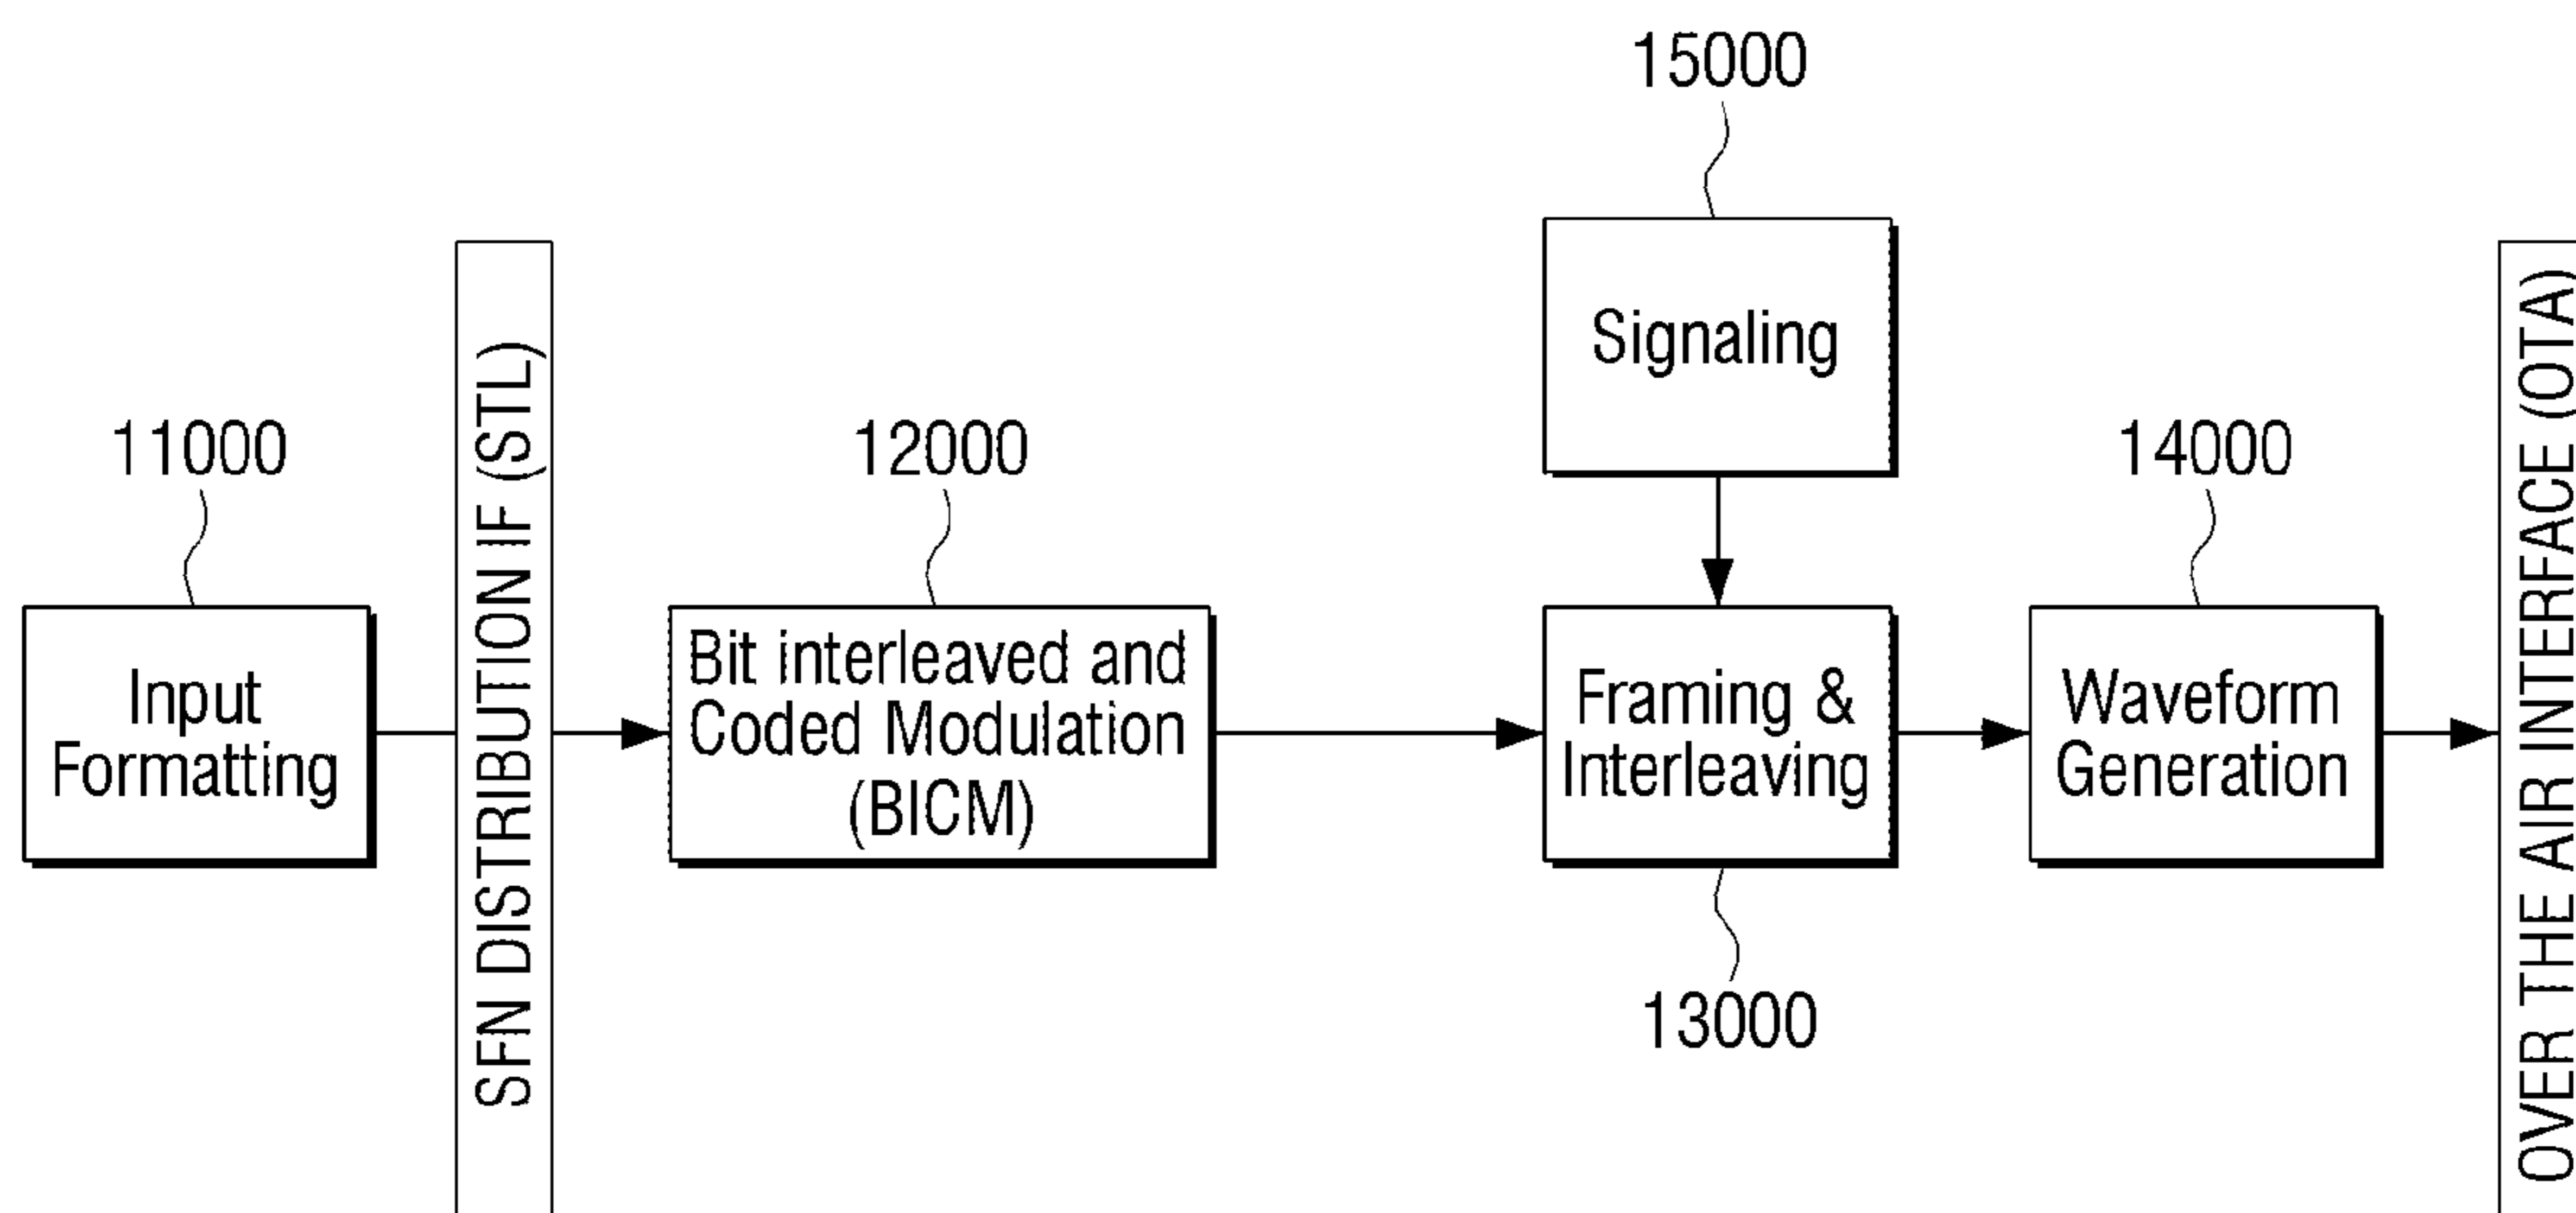 15000
Signaling
11000
12000
14000
Input
Formatting
SFN DISTRIBUTION IF (STL)
Bit interleaved and
Coded Modulation
(BICM)
Framing &
Interleaving
Waveform
Generation
OVER THE AIR INTERFACE (OTA)
13000